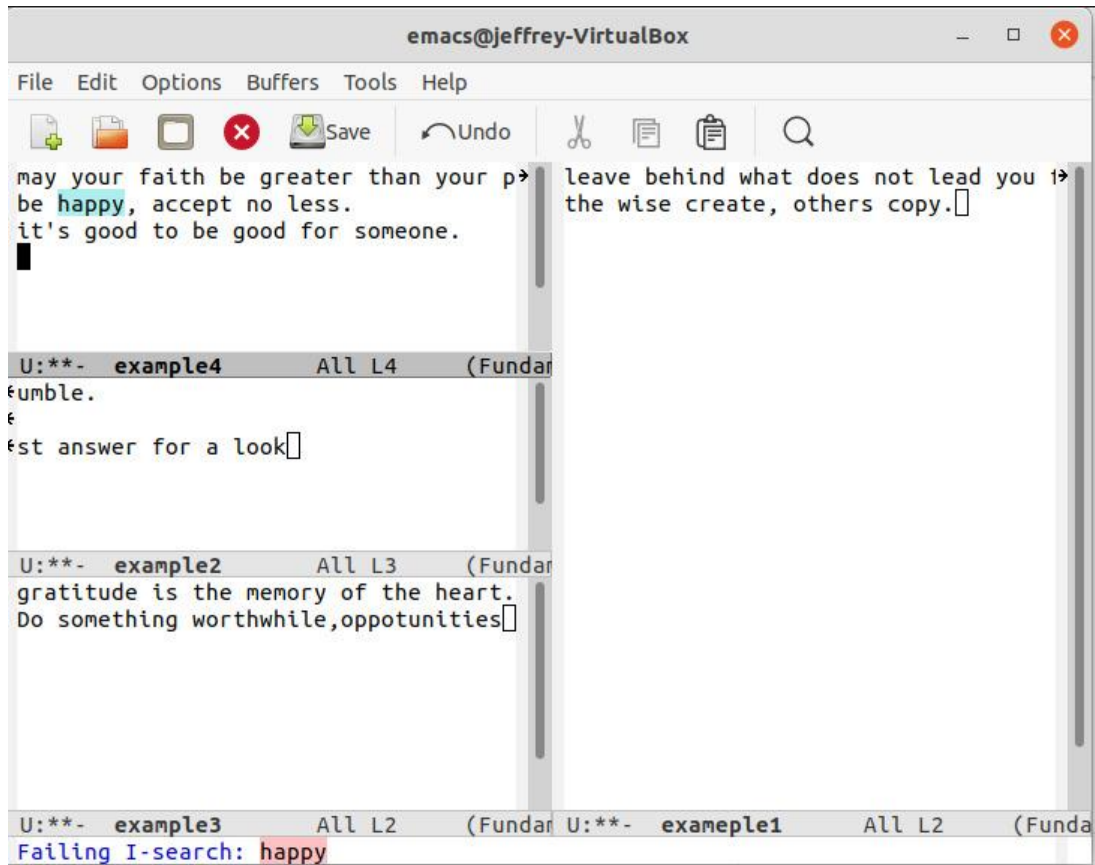 emacs@jeffrey-VirtualBox
File Edit Options Buffers Tools Help
Save Undo
may your faith be greater than your p
be happy, accept no less.
it's good to be good for someone.
U:**- example4 All L4 (Fundam
umble.
st answer for a look
U:**- example2 All L3 (Fundam
gratitude is the memory of the heart.
Do something worthwhile,oppotunities
U:**- example3 All L2 (Fundam
leave behind what does not lead you
the wise create, others copy.
U:**- exameple1 All L2 (Funda
Failing I-search: happy